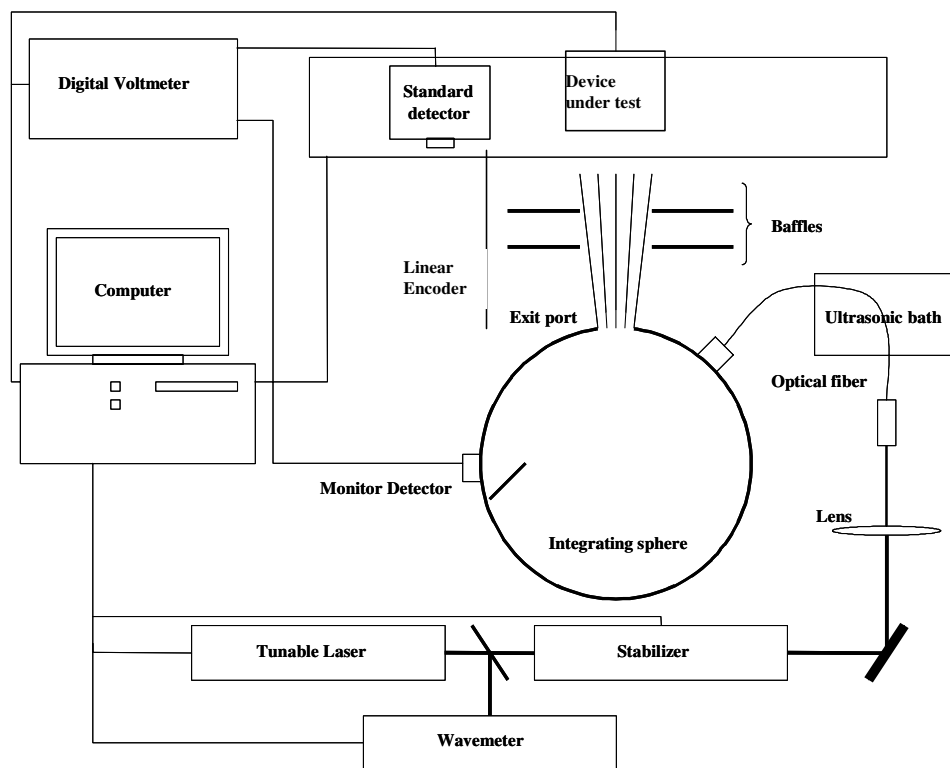 Digital Voltmeter
Standard
detector
Device
under test
Baffles
Linear
Encoder
Computer
Exit port
Ultrasonic bath
Optical fiber
Monitor Detector
Lens
Integrating sphere
Tunable Laser
Stabilizer
Wavemeter